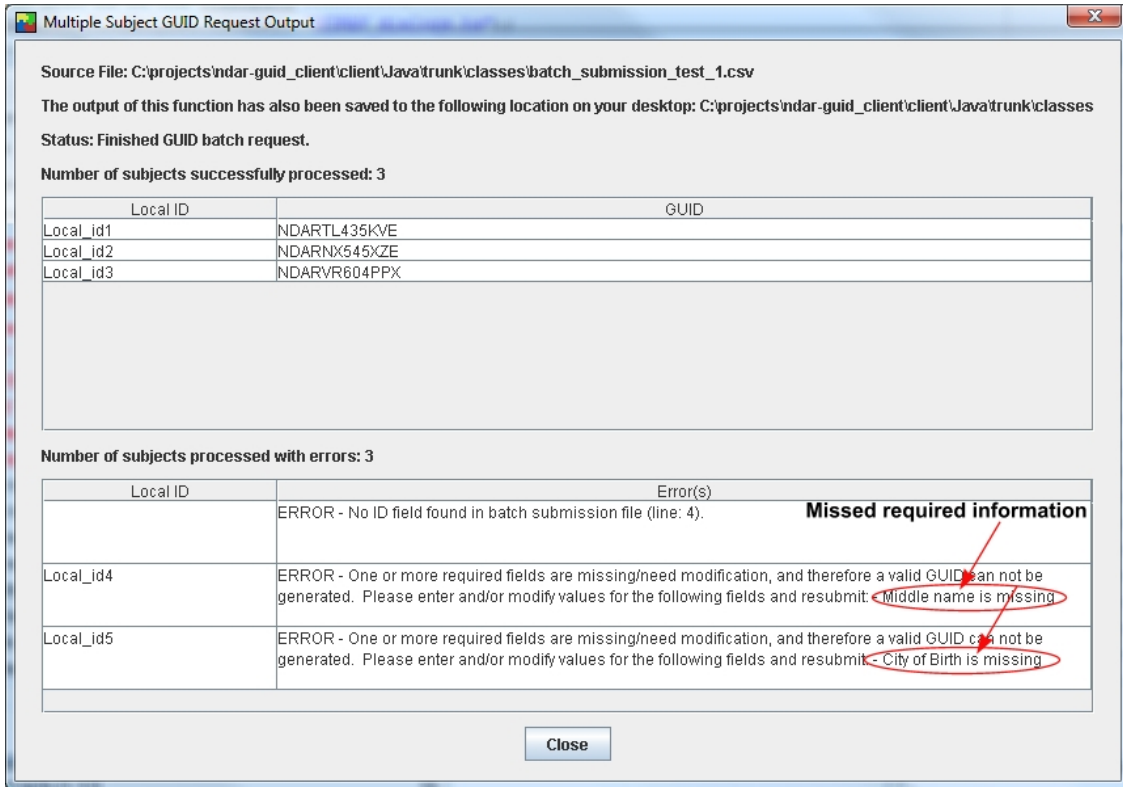 Multiple Subject GUID Request Output
Source File: C:\projects\ndar-guid_client\client\Java\trunk\classes\batch_submission_test_1.csv
The output of this function has also been saved to the following location on your desktop: C:\projects\ndar-guid_client\client\Java\trunk\classes
Status: Finished GUID batch request.
Number of subjects successfully processed: 3
Local ID GUID
Local_id1 NDARTL435KVE
Local_id2 NDARNX545XZE
Local_id3 NDARVR604PPX
Number of subjects processed with errors: 3
Local ID Error(s)
ERROR - No ID field found in batch submission file (line: 4). Missed required information
Local_id4 ERROR - One or more required fields are missing/need modification, and therefore a valid GUID can not be
generated. Please enter and/or modify values for the following fields and resubmit: - Middle name is missing
Local_id5 ERROR - One or more required fields are missing/need modification, and therefore a valid GUID can not be
generated. Please enter and/or modify values for the following fields and resubmit: - City of Birth is missing
Close